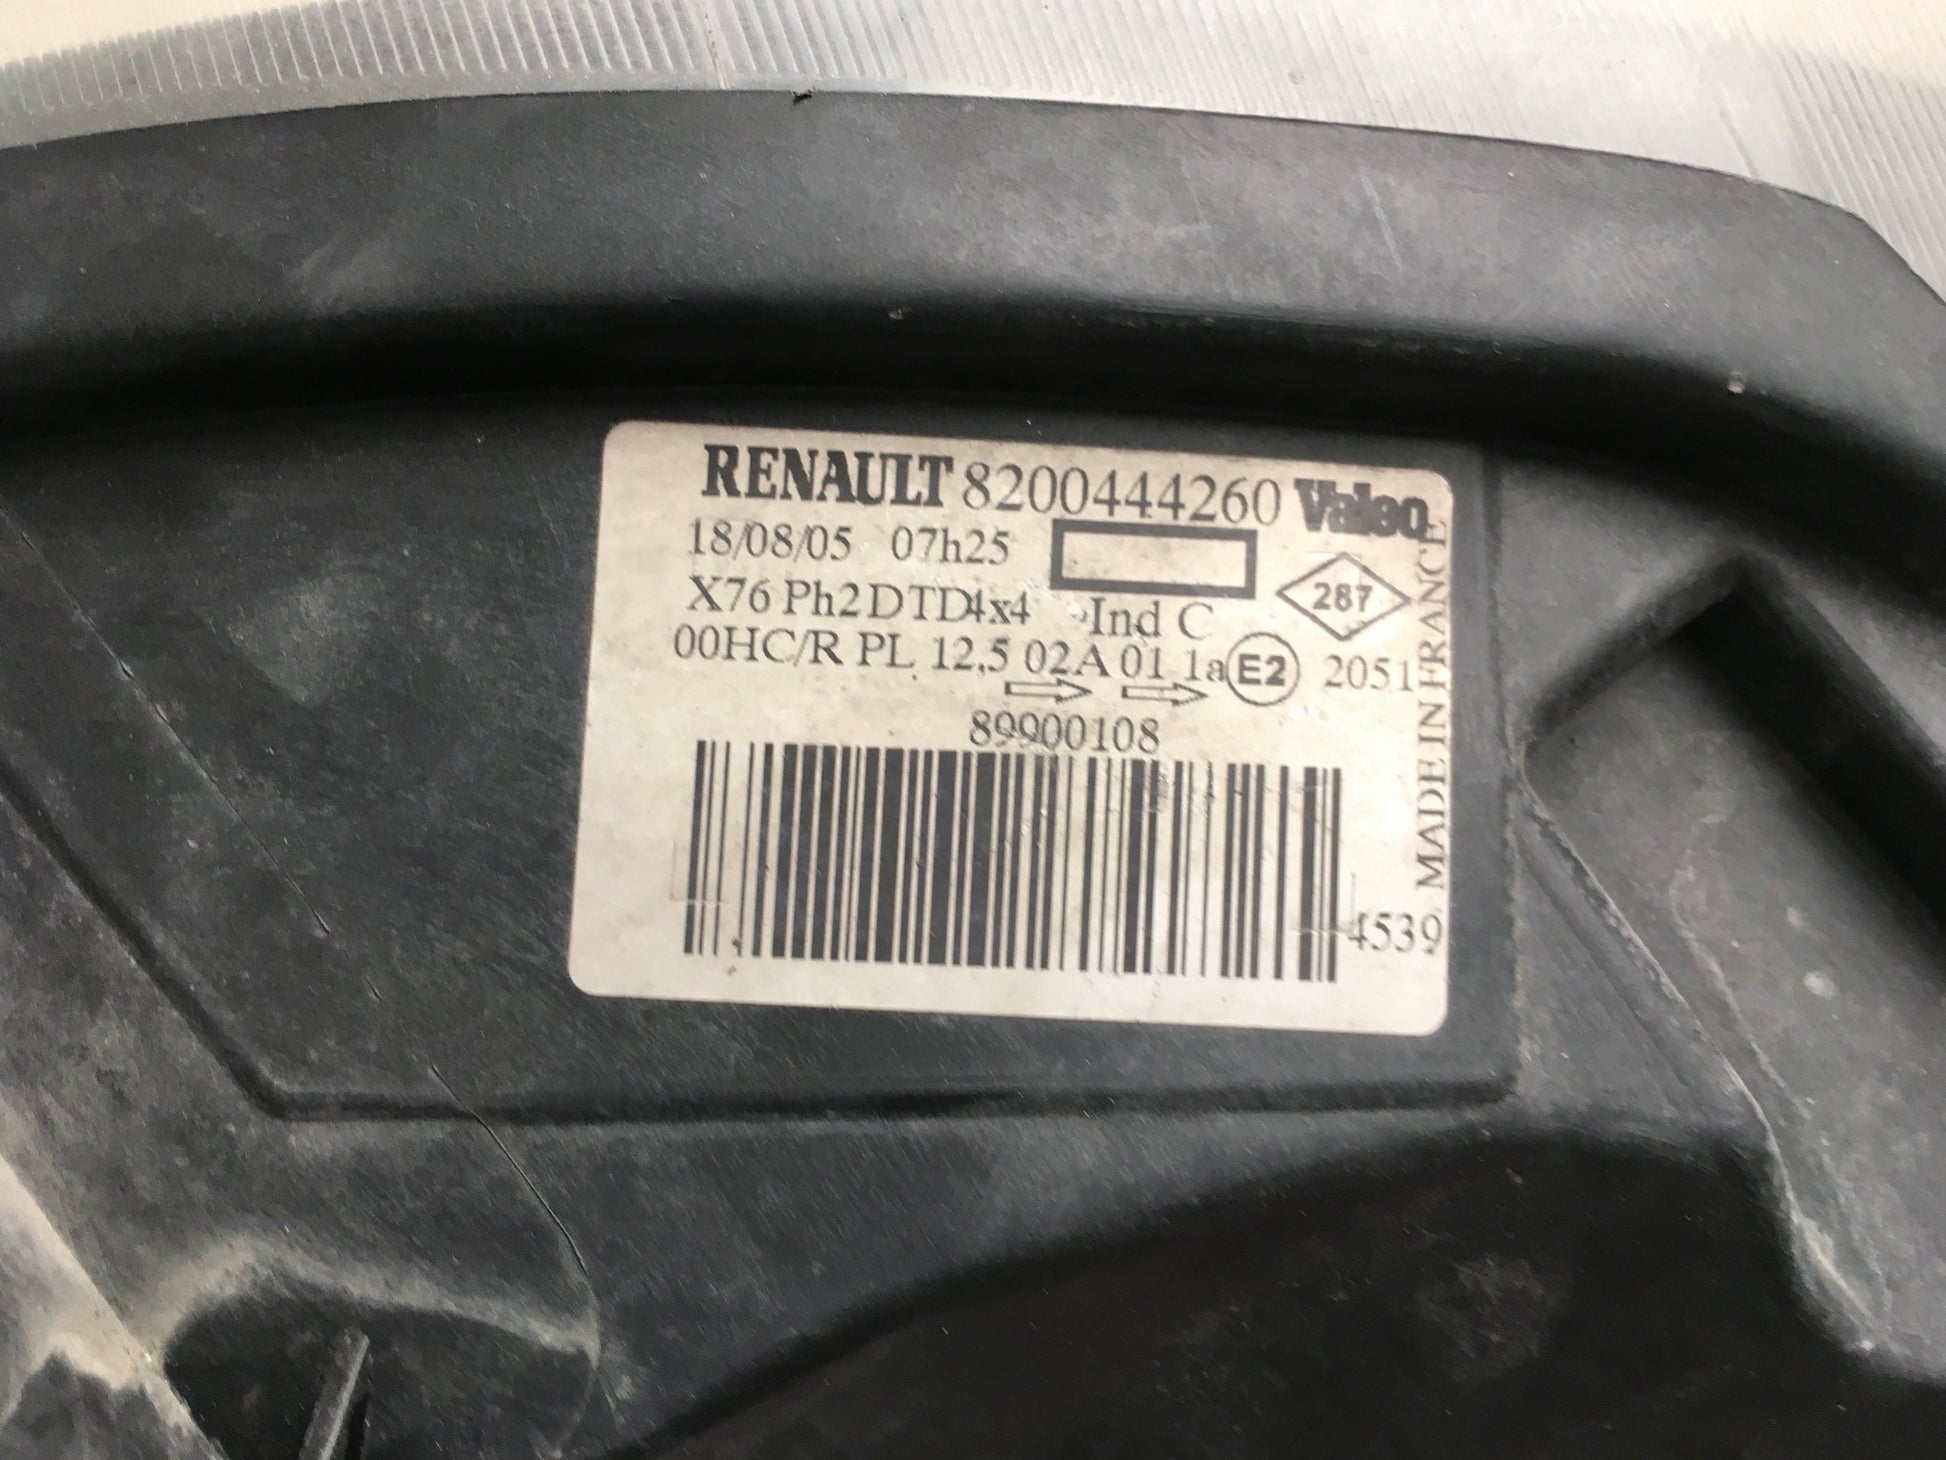 RENAULT 8200444260 Valeo
18/08/05 07h25
287
X76 Ph2 DTD4x4 Ind C
00HC/R PL 12,5 02A 01 1a E2 2051
89900108
4539
MADE IN FRANCE